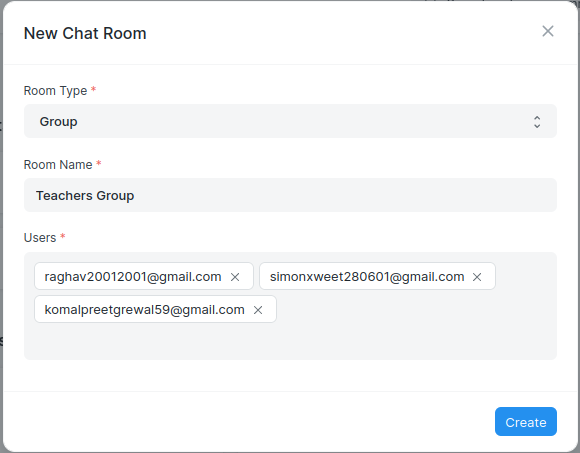 New Chat Room
Room Type *
Group
Room Name *
Teachers Group
Users *
raghav20012001@gmail.com simonxweet280601@gmail.com
komalpreetgrewal59@gmail.com
Create